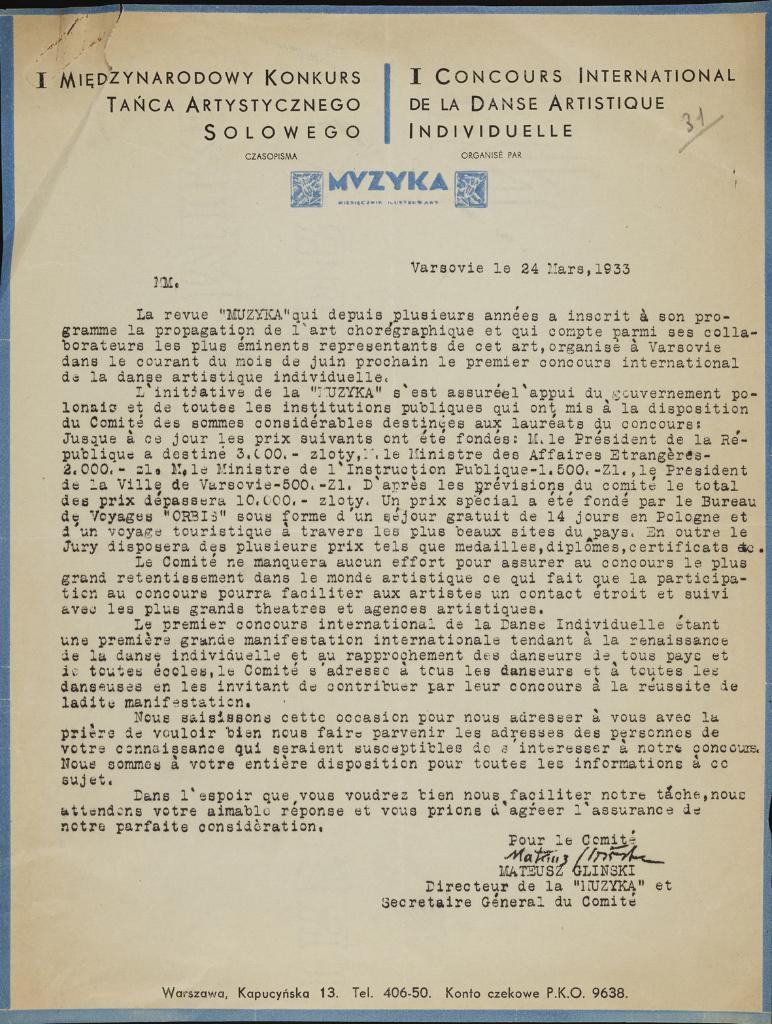 I MIĘDZYNARODOWY KONKURS
TAŃCA ARTYSTYCZNEGO
SOLOWEGO
CZASOPISMA
I CONCOURS INTERNATIONAL
DE LA DANSE ARTISTIQUE
INDIVIDUELLE
ORGANISÉ PAR
31
MVZYKA
MIESIĘCZNIK ILUSTROWANY
Varsovie le 24 Mars,1933
MM.
La revue "MUZYKA"qui depuis plusieurs années a inscrit à son pro-
gramme la propagation de l'art chorégraphique et qui compte parmi ses colla-
borateurs les plus éminents representants de cet art,organise à Varsovie
dans le courant du mois de juin prochain le premier concours international
de la danse artistique individuelle.
L'initiative de la "MUZYKA" s'est assuréel'appui du gouvernement po-
lonais et de toutes les institutions publiques qui ont mis à la disposition
du Comité des sommes considérables destinées aux lauréats du concours:
Jusque à ce jour les prix suivants ont été fondés: M.le Président de la Ré-
publique a destiné 3.000.- zloty,M.le Ministre des Affaires Etrangères-
2.000.- zl. M.le Ministre de l'Instruction Publique-1.500.-Zl.,le President
de la Ville de Varsovie-500.-Zl. D'après les prévisions du comité le total
des prix dépassera 10.000.- zloty. Un prix spécial a été fondé par le Bureau
de Voyages "ORBIS" sous forme d'un séjour gratuit de 14 jours en Pologne et
d'un voyage touristique à travers les plus beaux sites du pays. En outre le
Jury disposera des plusieurs prix tels que medailles,diplômes,certificats etc.
Le Comité ne manquera aucun effort pour assurer au concours le plus
grand retentissement dans le monde artistique ce qui fait que la participa-
tion au concours pourra faciliter aux artistes un contact étroit et suivi
avec les plus grands theatres et agences artistiques.
Le premier concours international de la Danse Individuelle étant
une première grande manifestation internationale tendant à la renaissance
de la danse individuelle et au rapprochement des danseurs de tous pays et
de toutes écoles,le Comité s'adresse à tous les danseurs et à toutes les
danseuses en les invitant de contribuer par leur concours à la réussite de
ladite manifestation.
Nous saisissons cette occasion pour nous adresser à vous avec la
prière de vouloir bien nous faire parvenir les adresses des personnes de
votre connaissance qui seraient susceptibles de s'interesser à notre concours.
Nous sommes à votre entière disposition pour toutes les informations à ce
sujet.
Dans l'espoir que vous voudrez bien nous faciliter notre tâche,nous
attendons votre aimable réponse et vous prions d'agréer l'assurance de
notre parfaite considération.
Pour le Comité
Mateusz
MATEUSZ GLINSKI
Directeur de la "MUZYKA" et
Secretaire Général du Comité
Warszawa, Kapucyńska 13. Tel. 406-50. Konto czekowe P.K.O. 9638.